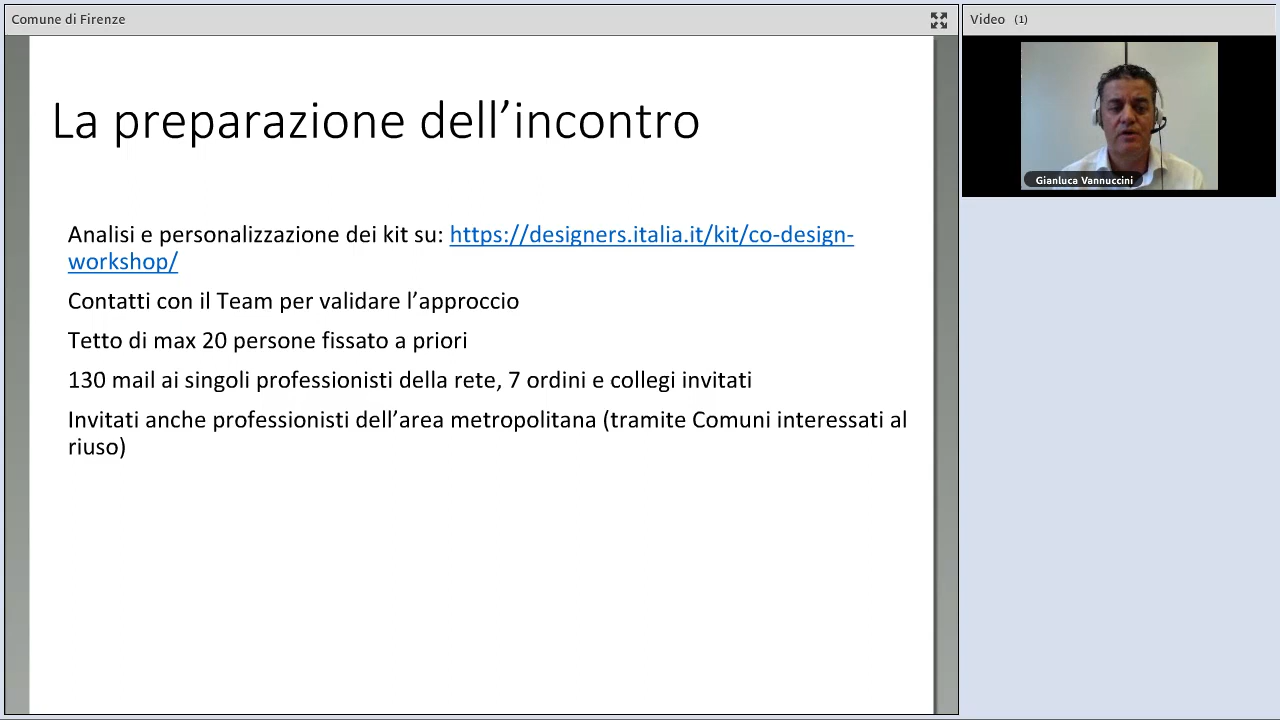 Comune di Firenze
Video (1)
La preparazione dell’incontro
Analisi e personalizzazione dei kit su: https://designers.italia.it/kit/co-design-
workshop/
Contatti con il Team per validare l’approccio
Tetto di max 20 persone fissato a priori
130 mail ai singoli professionisti della rete, 7 ordini e collegi invitati
Invitati anche professionisti dell’area metropolitana (tramite Comuni interessati al
riuso)
Gianluca Vannuccini